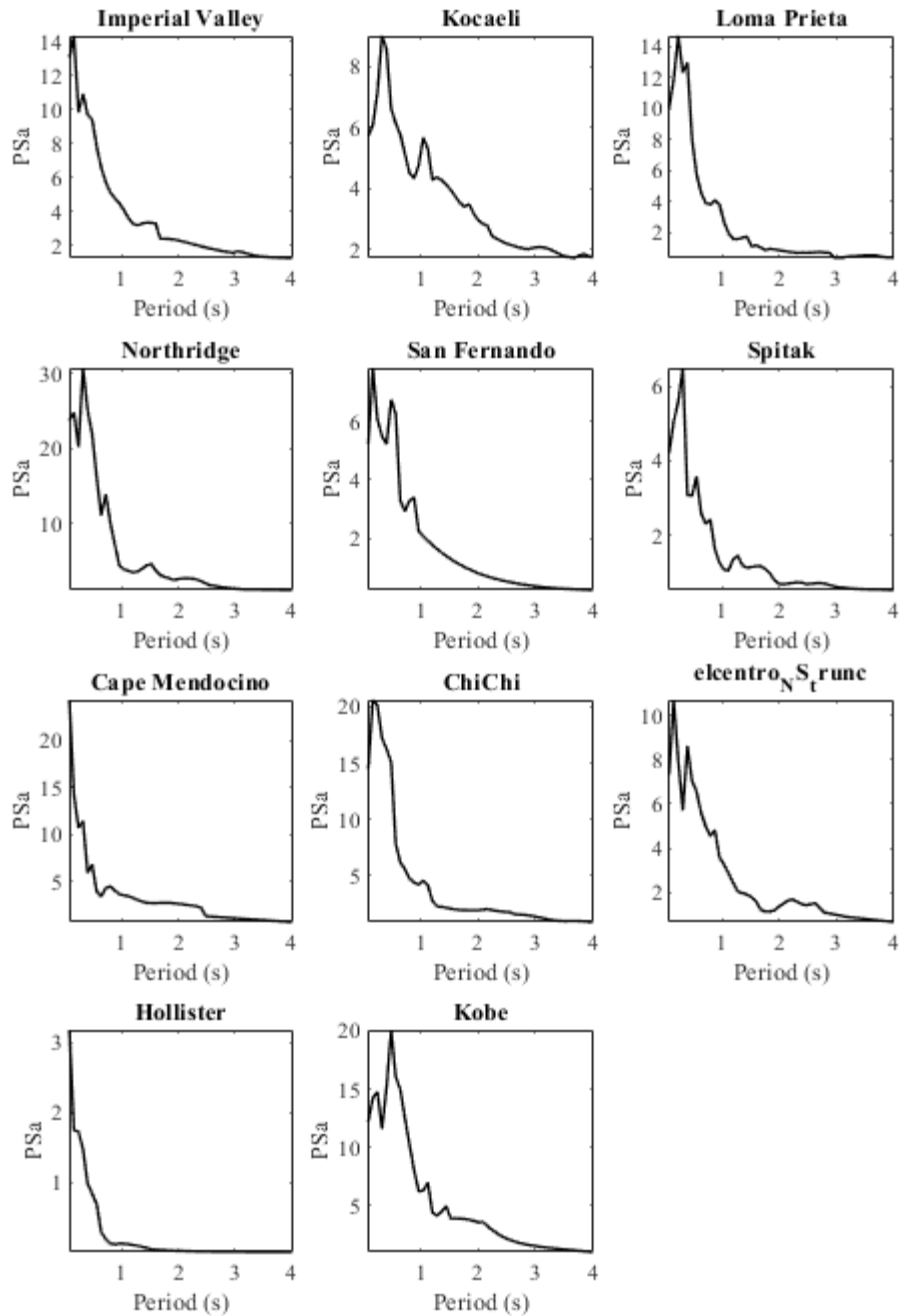 Imperial Valley
14
12
10
8
6
4
2
PSa
1 2 3 4
Period (s)
Kocaeli
8
6
4
2
PSa
1 2 3 4
Period (s)
Loma Prieta
14
12
10
8
6
4
2
PSa
1 2 3 4
Period (s)
Northridge
30
20
10
PSa
1 2 3 4
Period (s)
San Fernando
6
4
2
PSa
1 2 3 4
Period (s)
Spitak
6
4
2
PSa
1 2 3 4
Period (s)
Cape Mendocino
20
15
10
5
PSa
1 2 3 4
Period (s)
ChiChi
20
15
10
5
PSa
1 2 3 4
Period (s)
elcentro_NS_trunc
10
8
6
4
2
PSa
1 2 3 4
Period (s)
Hollister
3
2
1
PSa
1 2 3 4
Period (s)
Kobe
20
15
10
5
PSa
1 2 3 4
Period (s)